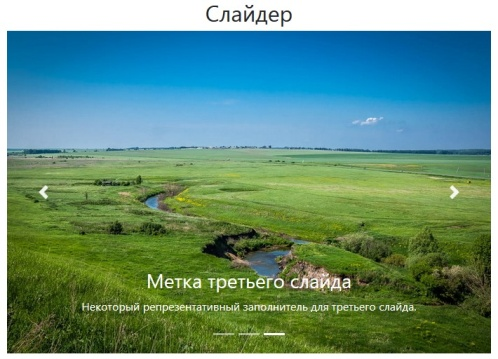 Слайдер
Метка третьего слайда
Некоторый репрезентативный заполнитель для третьего слайда.